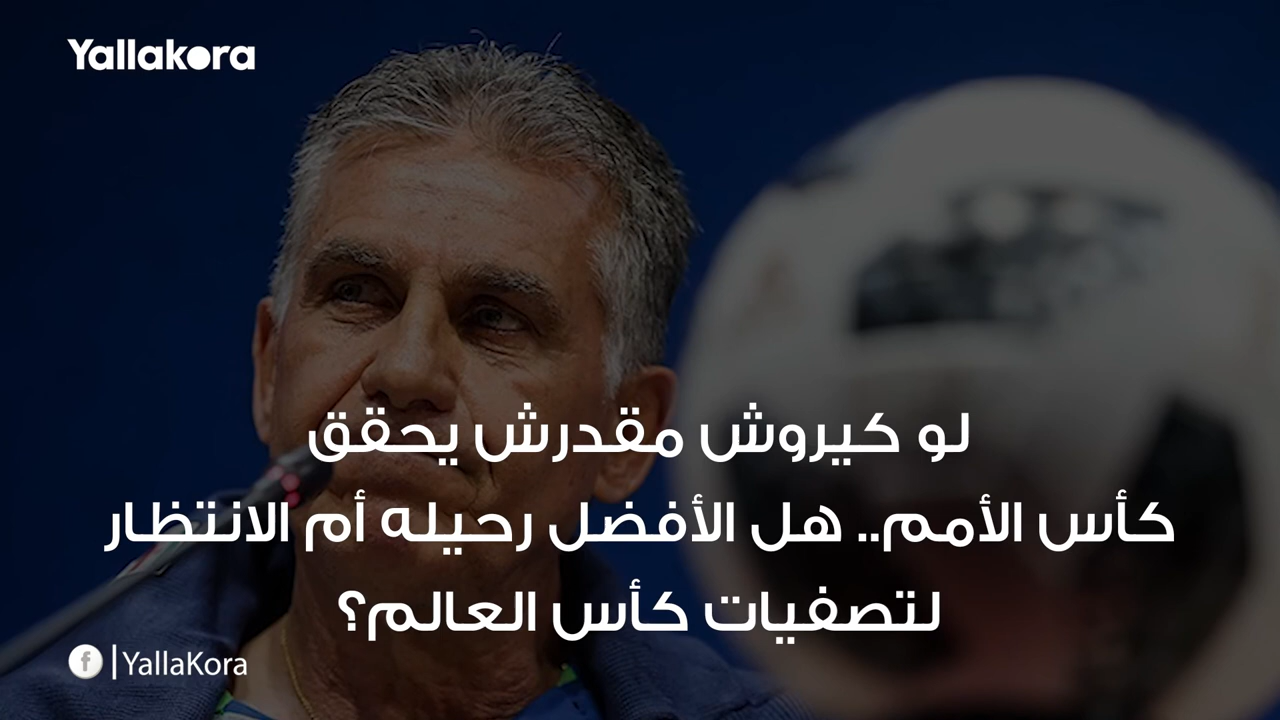 Yallakora
لو كيروش مقدرش يحقق
كأس الأمم.. هل الأفضل رحيله أم الانتظار
لتصفيات كأس العالم؟
f | YallaKora